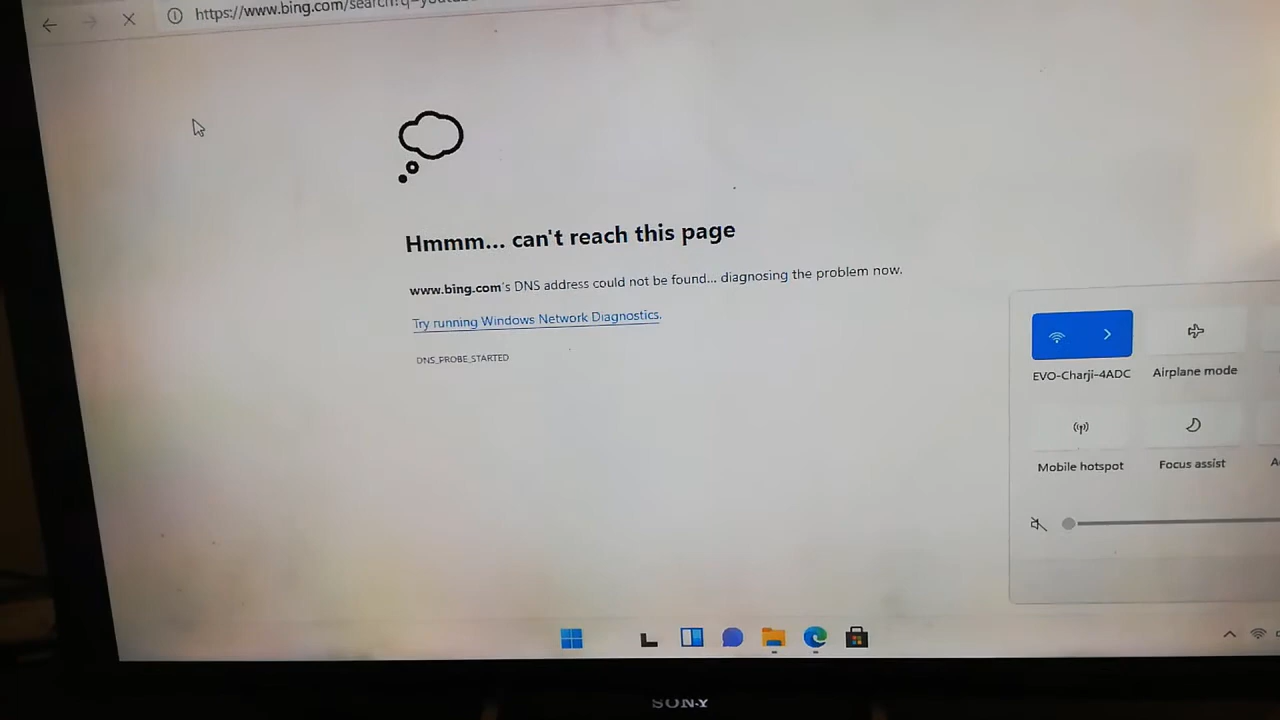 https://www.bing.com/search?q=youtube
Hmmm... can't reach this page
www.bing.com's DNS address could not be found... diagnosing the problem now.
Try running Windows Network Diagnostics.
DNS_PROBE_STARTED
EVO-Charji-4ADC
Airplane mode
Mobile hotspot
Focus assist
SONY